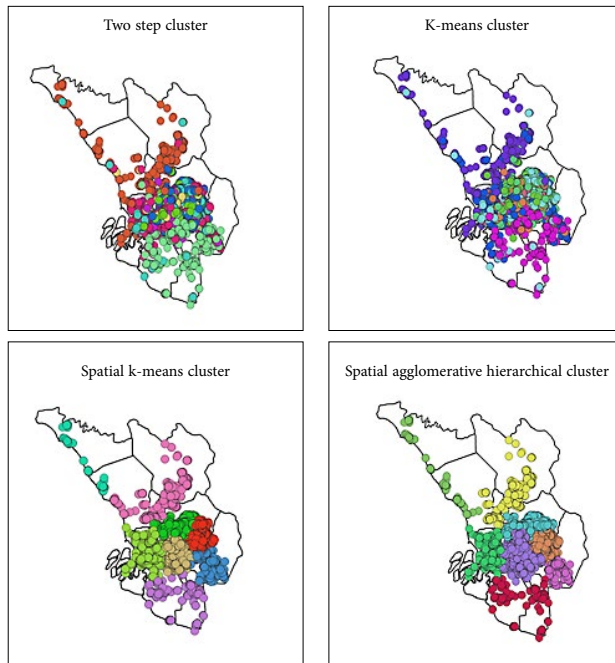 Two step cluster
K-means cluster
Spatial k-means cluster
Spatial agglomerative hierarchical cluster